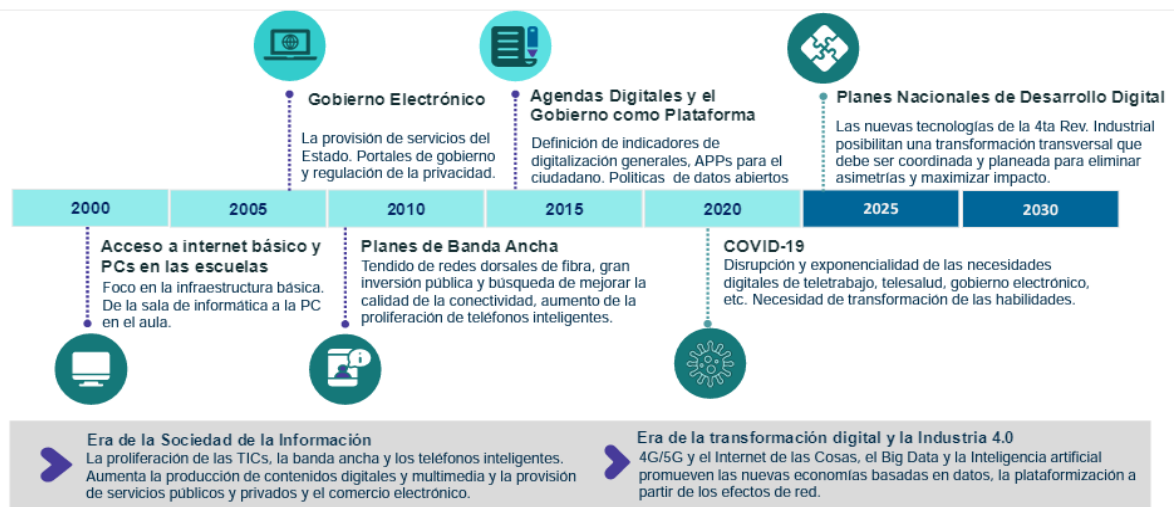 Gobierno Electrónico
La provisión de servicios del
Estado. Portales de gobierno
y regulación de la privacidad.
Agendas Digitales y el
Gobierno como Plataforma
Definición de indicadores de
digitalización generales, APPs para el
ciudadano. Políticas de datos abiertos
Planes Nacionales de Desarrollo Digital
Las nuevas tecnologías de la 4ta Rev. Industrial
posibilitan una transformación transversal que
debe ser coordinada y planeada para eliminar
asimetrías y maximizar impacto.
2000 2005 2010 2015 2020 2025 2030
Acceso a internet básico y
PCs en las escuelas
Foco en la infraestructura básica.
De la sala de informática a la PC
en el aula.
Planes de Banda Ancha
Tendido de redes dorsales de fibra, gran
inversión pública y búsqueda de mejorar la
calidad de la conectividad, aumento de la
proliferación de teléfonos inteligentes.
COVID-19
Disrupción y exponencialidad de las necesidades
digitales de teletrabajo, telesalud, gobierno electrónico,
etc. Necesidad de transformación de las habilidades.
Era de la Sociedad de la Información
La proliferación de las TICs, la banda ancha y los teléfonos inteligentes.
Aumenta la producción de contenidos digitales y multimedia y la provisión
de servicios públicos y privados y el comercio electrónico.
Era de la transformación digital y la Industria 4.0
4G/5G y el Internet de las Cosas, el Big Data y la Inteligencia artificial
promueven las nuevas economías basadas en datos, la plataformización a
partir de los efectos de red.